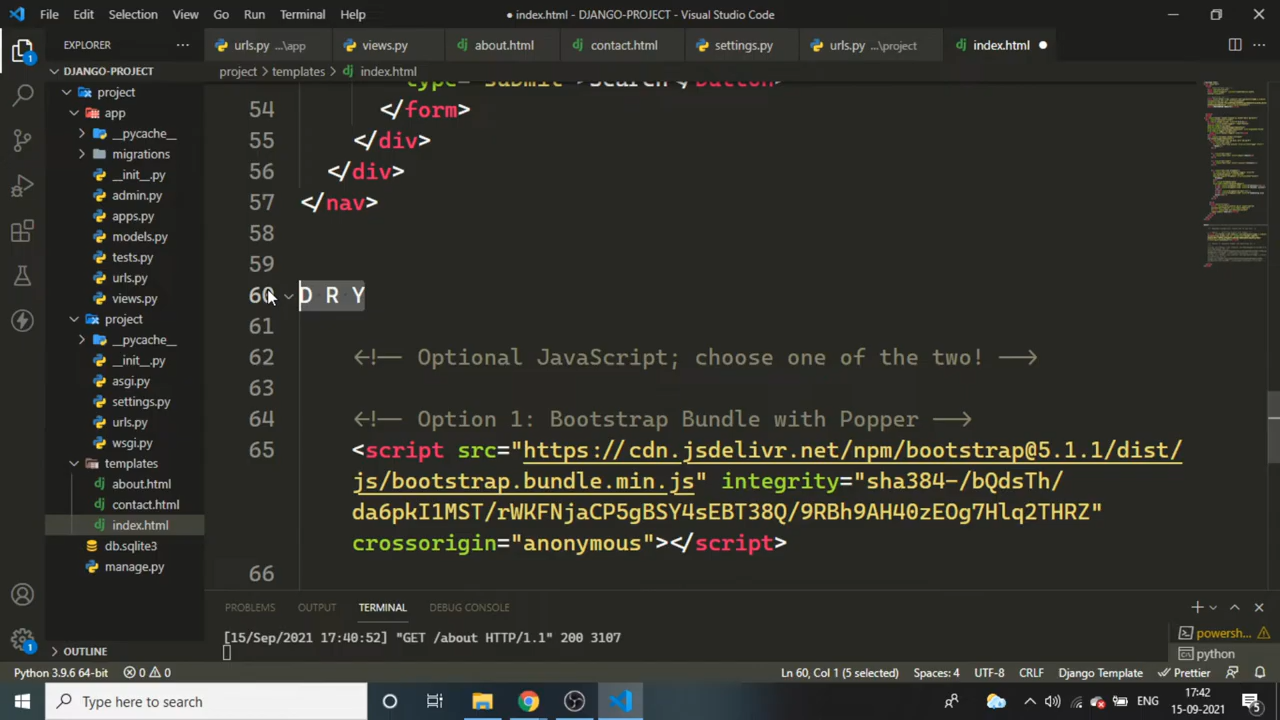 File Edit Selection View Go Run Terminal Help ● index.html - DJANGO-PROJECT - Visual Studio Code
EXPLORER ··· urls.py ...\app views.py about.html contact.html settings.py urls.py ...\project index.html
DJANGO-PROJECT
project > templates > index.html
project
app
__pycache__
migrations
__init__.py
admin.py
apps.py
models.py
tests.py
urls.py
views.py
project
__pycache__
__init__.py
asgi.py
settings.py
urls.py
wsgi.py
templates
about.html
contact.html
index.html
db.sqlite3
manage.py
OUTLINE
54 </form>
55 </div>
56 </div>
57 </nav>
58
59
60 D R Y
61
62 <!-- Optional JavaScript; choose one of the two! -->
63
64 <!-- Option 1: Bootstrap Bundle with Popper -->
65 <script src="https://cdn.jsdelivr.net/npm/bootstrap@5.1.1/dist/
js/bootstrap.bundle.min.js" integrity="sha384-/bQdsTh/
da6pkI1MST/rWKFNjaCP5gBSY4sEBT38Q/9RBh9AH40zEOg7Hlq2THRZ"
crossorigin="anonymous"></script>
66
PROBLEMS OUTPUT TERMINAL DEBUG CONSOLE
[15/Sep/2021 17:40:52] "GET /about HTTP/1.1" 200 3107
powersh...
python
Python 3.9.6 64-bit 0 0 Ln 60, Col 1 (5 selected) Spaces: 4 UTF-8 CRLF Django Template Prettier
Type here to search
ENG
17:42
15-09-2021
5